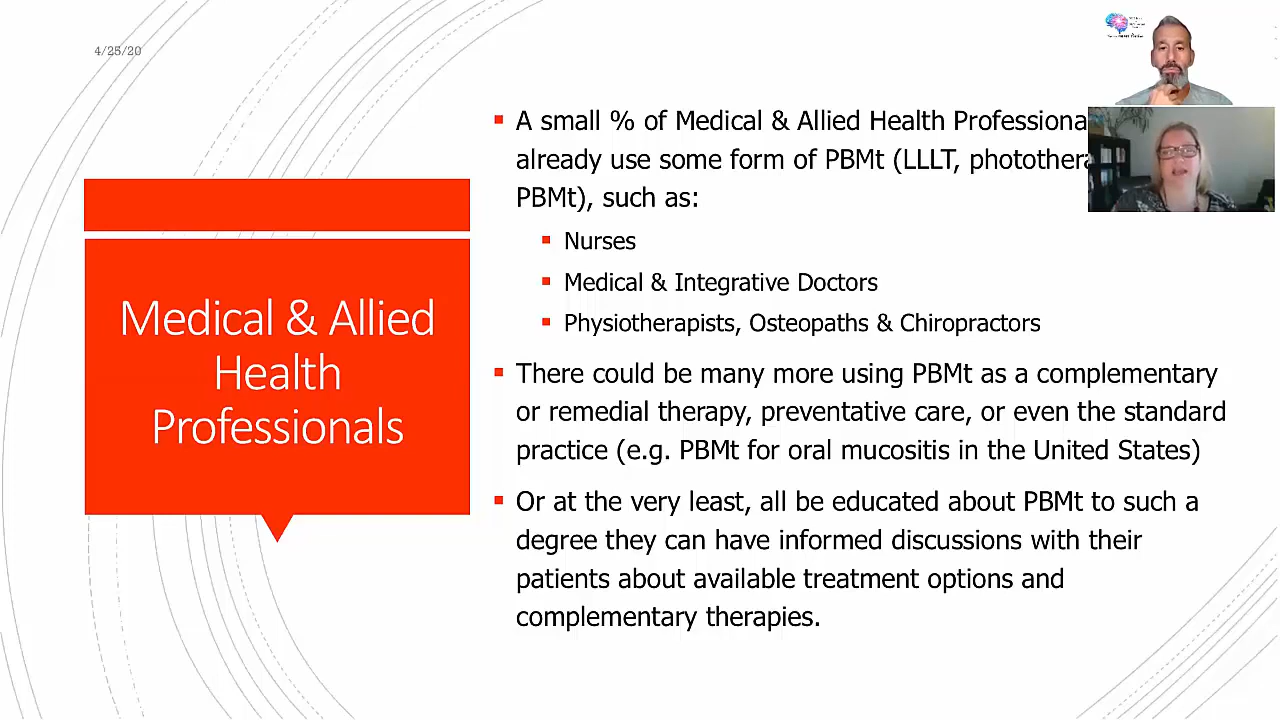 4/25/20
Medical & Allied
Health
Professionals
A small % of Medical & Allied Health
already use some form of PBMt (LLLT,
PBMt), such as:
Nurses
Medical & Integrative Doctors
Physiotherapists, Osteopaths & Chiropractors
There could be many more using PBMt as a complementary
or remedial therapy, preventative care, or even the standard
practice (e.g. PBMt for oral mucositis in the United States)
Or at the very least, all be educated about PBMt to such a
degree they can have informed discussions with their
patients about available treatment options and
complementary therapies.